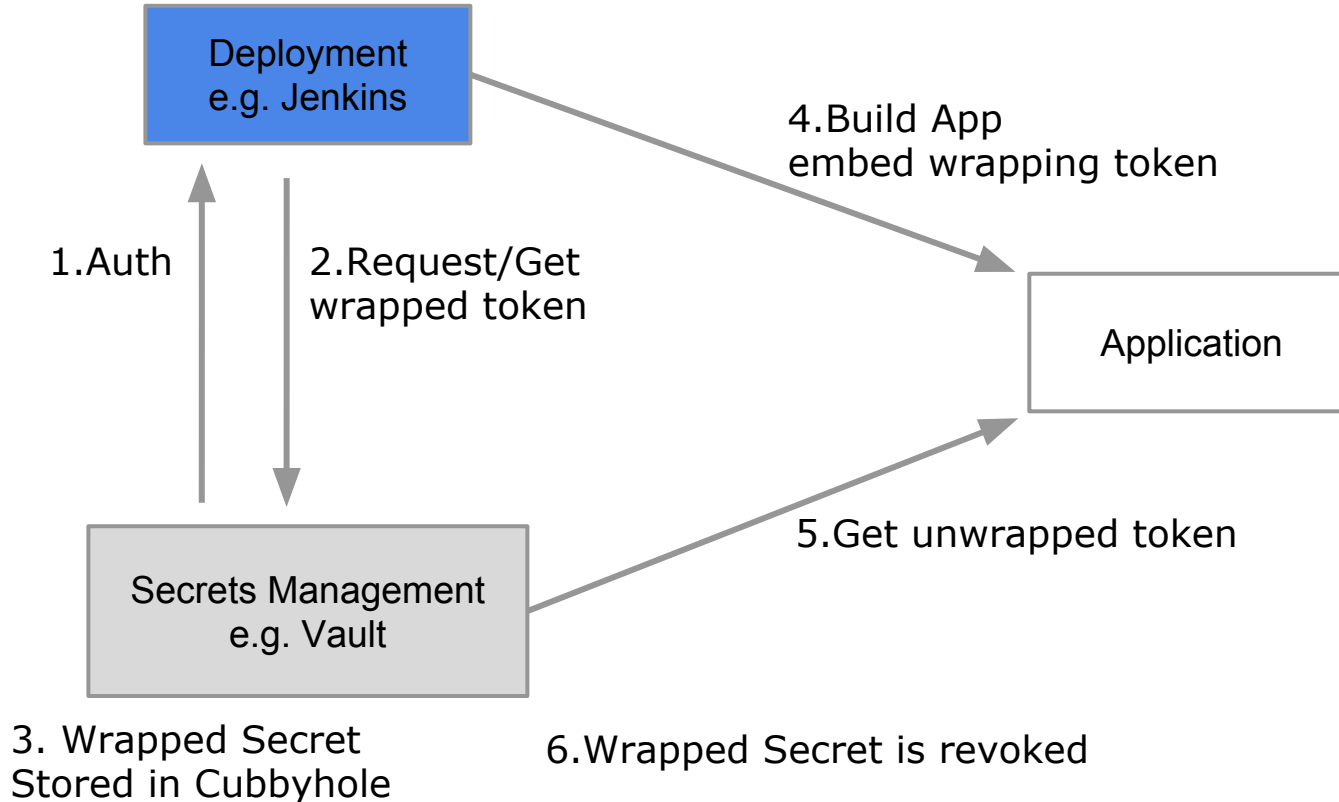 Deployment
e.g. Jenkins
4.Build App
embed wrapping token
1.Auth
2.Request/Get
wrapped token
Application
5.Get unwrapped token
Secrets Management
e.g. Vault
3. Wrapped Secret
Stored in Cubbyhole
6.Wrapped Secret is revoked